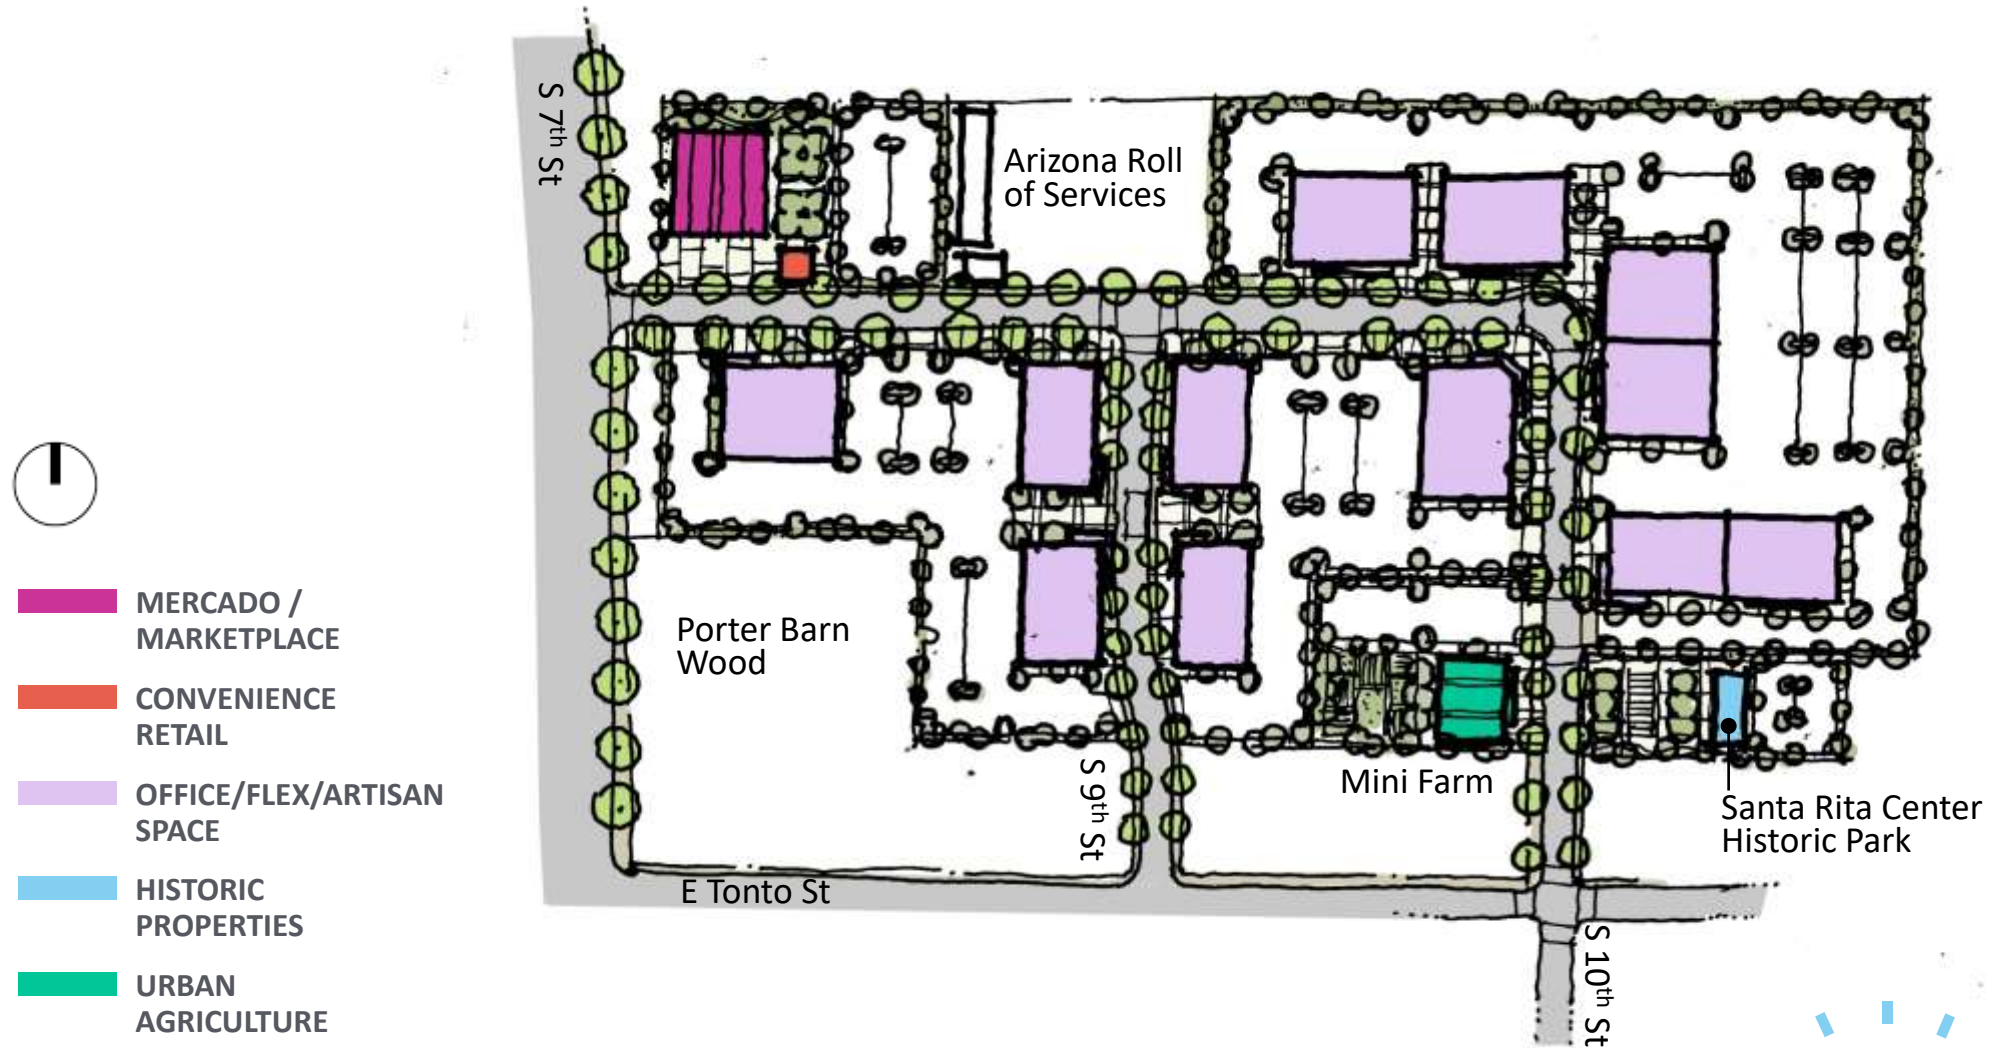 S 7th St
Arizona Roll
of Services
MERCADO /
MARKETPLACE
CONVENIENCE
RETAIL
OFFICE/FLEX/ARTISAN
SPACE
HISTORIC
PROPERTIES
URBAN
AGRICULTURE
Porter Barn
Wood
S 9th St
Mini Farm
Santa Rita Center
Historic Park
E Tonto St
S 10th St